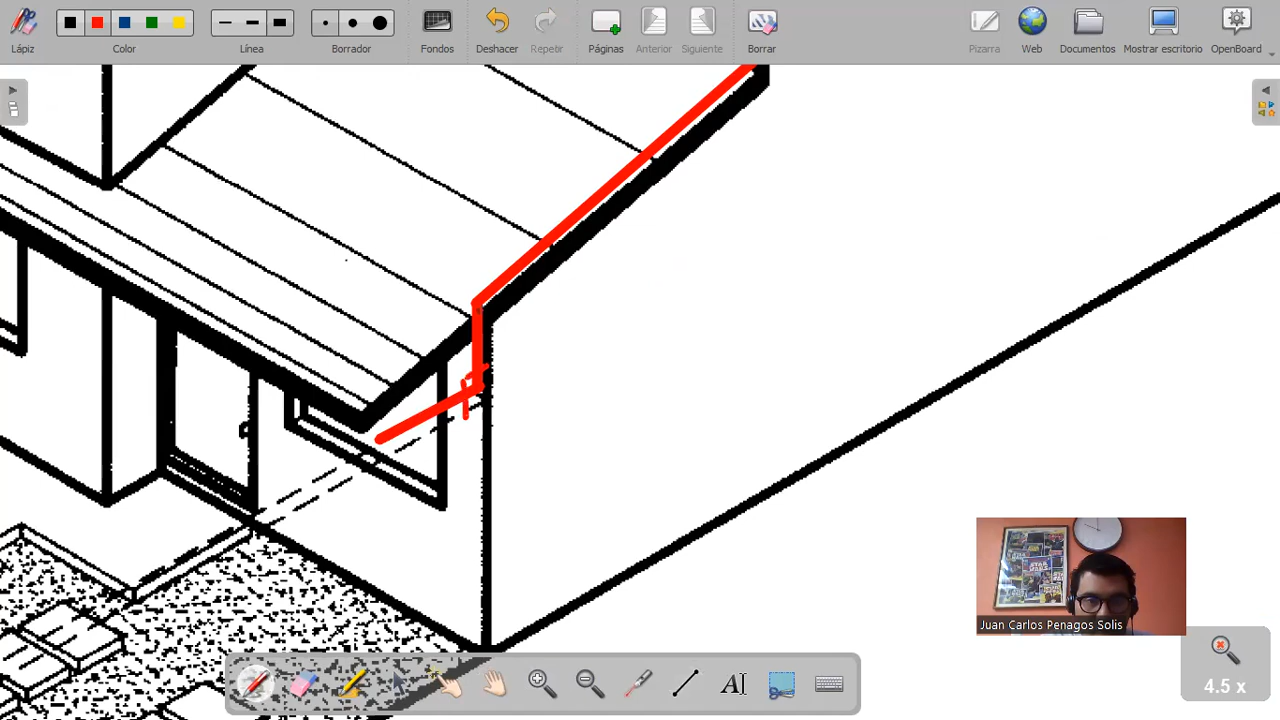 Lápiz Color Línea Borrador Fondos Deshacer Repetir Páginas Anterior Siguiente Borrar Pizarra Web Documentos Mostrar escritorio OpenBoard
Juan Carlos Penagos Solis
4.5 x